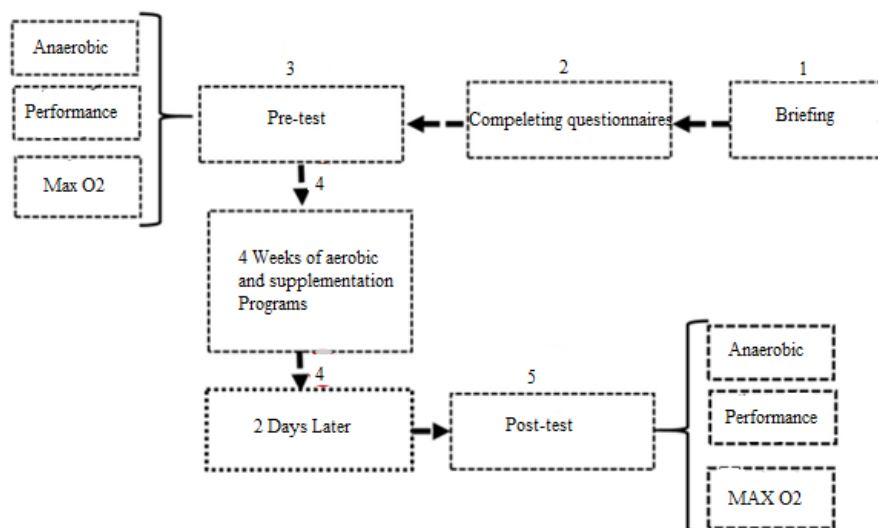 Anaerobic
Performance
Max O2
3
Pre-test
2
Compeleting questionnaires
1
Briefing
4
4 Weeks of aerobic
and supplementation
Programs
4
2 Days Later
5
Post-test
Anaerobic
Performance
MAX O2